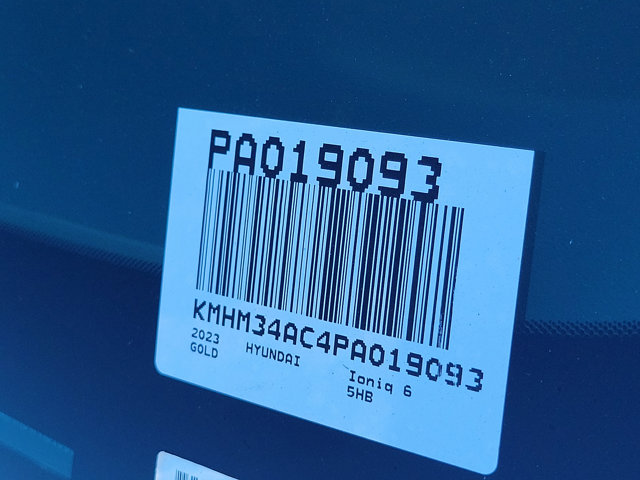 PA019093
KMHM34AC4PA019093
2023 HYUNDAI Ioniq 6
GOLD 5HB